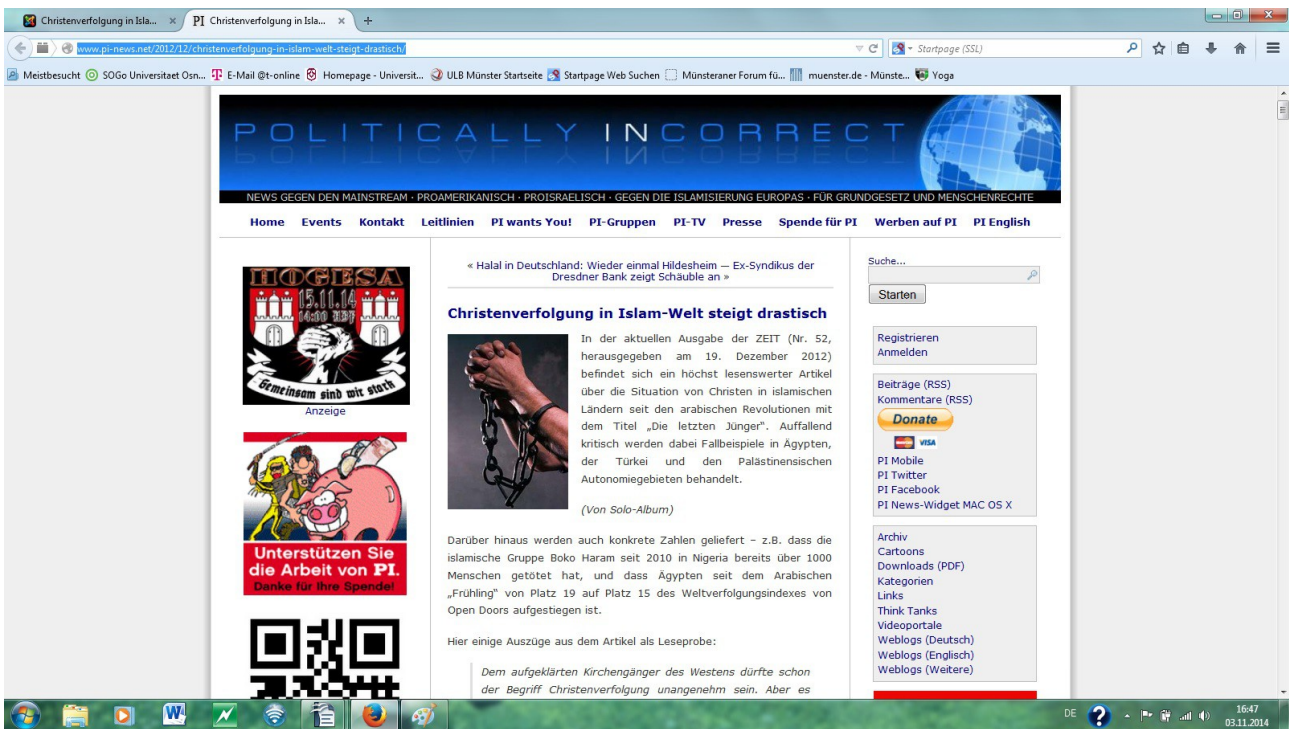 Christenverfolgung in Isla...
PI Christenverfolgung in Isla...
www.pi-news.net/2012/12/christenverfolgung-in-islam-welt-steigt-drastisch/
Startpage (SSL)
Meistbesucht
SOGo Universitaet Osn...
E-Mail @t-online
Homepage - Universit...
ULB Münster Startseite
Startpage Web Suchen
Münsteraner Forum fü...
muenster.de - Münste...
Yoga
POLITICALLY INCORRECT
NEWS GEGEN DEN MAINSTREAM · PROAMERIKANISCH · PROISRAELISCH · GEGEN DIE ISLAMISIERUNG EUROPAS · FÜR GRUNDGESETZ UND MENSCHENRECHTE
Home Events Kontakt Leitlinien PI wants You! PI-Gruppen PI-TV Presse Spende für PI Werben auf PI PI English
HOGESA
15.11.14
14:00 HBF
Gemeinsam sind wir stark
Anzeige
Unterstützen Sie
die Arbeit von PI.
Danke für Ihre Spende!
« Halal in Deutschland: Wieder einmal Hildesheim — Ex-Syndikus der
Dresdner Bank zeigt Schäuble an »
Christenverfolgung in Islam-Welt steigt drastisch
In der aktuellen Ausgabe der ZEIT (Nr. 52,
herausgegeben am 19. Dezember 2012)
befindet sich ein höchst lesenswerter Artikel
über die Situation von Christen in islamischen
Ländern seit den arabischen Revolutionen mit
dem Titel „Die letzten Jünger“. Auffallend
kritisch werden dabei Fallbeispiele in Ägypten,
der Türkei und den Palästinensischen
Autonomiegebieten behandelt.
(Von Solo-Album)
Darüber hinaus werden auch konkrete Zahlen geliefert – z.B. dass die
islamische Gruppe Boko Haram seit 2010 in Nigeria bereits über 1000
Menschen getötet hat, und dass Ägypten seit dem Arabischen
„Frühling“ von Platz 19 auf Platz 15 des Weltverfolgungsindexes von
Open Doors aufgestiegen ist.
Hier einige Auszüge aus dem Artikel als Leseprobe:
Dem aufgeklärten Kirchengänger des Westens dürfte schon
der Begriff Christenverfolgung unangenehm sein. Aber es
Suche...
Starten
Registrieren
Anmelden
Beiträge (RSS)
Kommentare (RSS)
Donate
VISA
PI Mobile
PI Twitter
PI Facebook
PI News-Widget MAC OS X
Archiv
Cartoons
Downloads (PDF)
Kategorien
Links
Think Tanks
Videoportale
Weblogs (Deutsch)
Weblogs (Englisch)
Weblogs (Weitere)
DE
16:47
03.11.2014